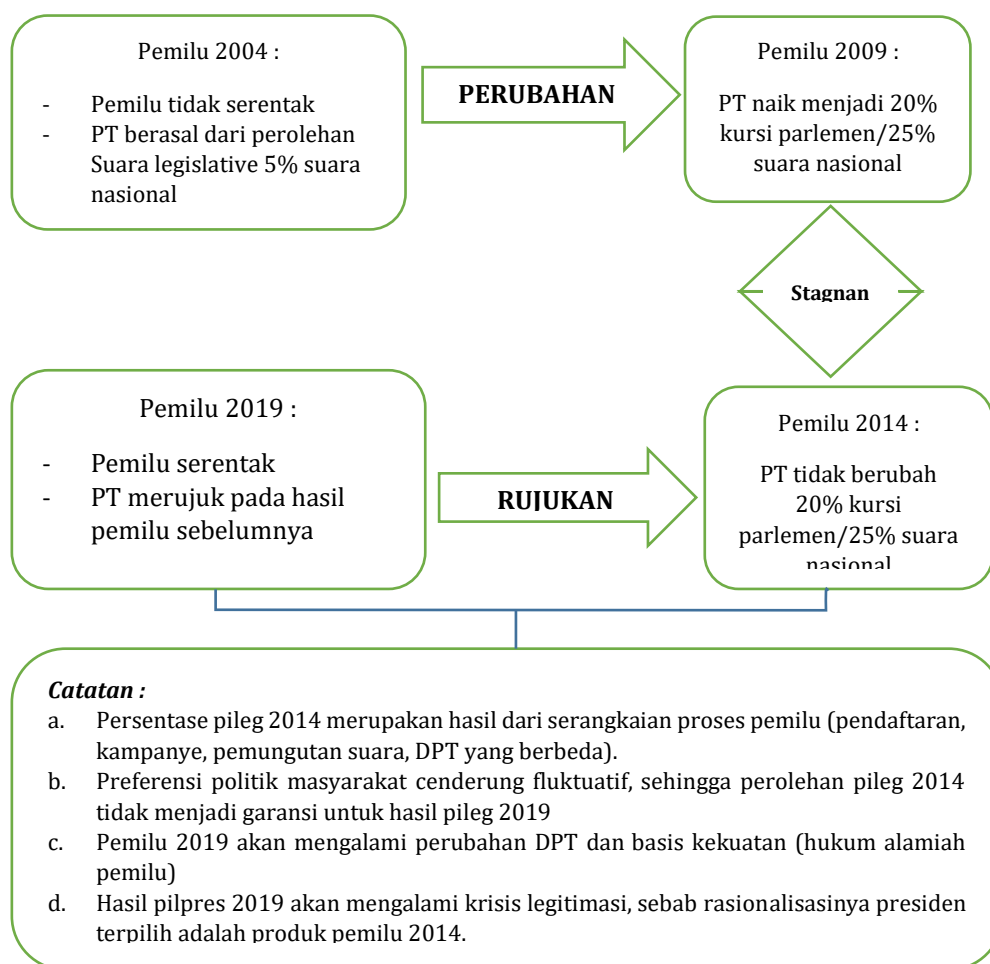 Pemilu 2004 :
- Pemilu tidak serentak
- PT berasal dari perolehan
Suara legislative 5% suara
nasional
PERUBAHAN
Pemilu 2009 :
PT naik menjadi 20%
kursi parlemen/25%
suara nasional
Stagnan
Pemilu 2019 :
- Pemilu serentak
- PT merujuk pada hasil
pemilu sebelumnya
RUJUKAN
Pemilu 2014 :
PT tidak berubah
20% kursi
parlemen/25% suara
nasional
Catatan :
a. Persentase pileg 2014 merupakan hasil dari serangkaian proses pemilu (pendaftaran,
kampanye, pemungutan suara, DPT yang berbeda).
b. Preferensi politik masyarakat cenderung fluktuatif, sehingga perolehan pileg 2014
tidak menjadi garansi untuk hasil pileg 2019
c. Pemilu 2019 akan mengalami perubahan DPT dan basis kekuatan (hukum alamiah
pemilu)
d. Hasil pilpres 2019 akan mengalami krisis legitimasi, sebab rasionalisasinya presiden
terpilih adalah produk pemilu 2014.